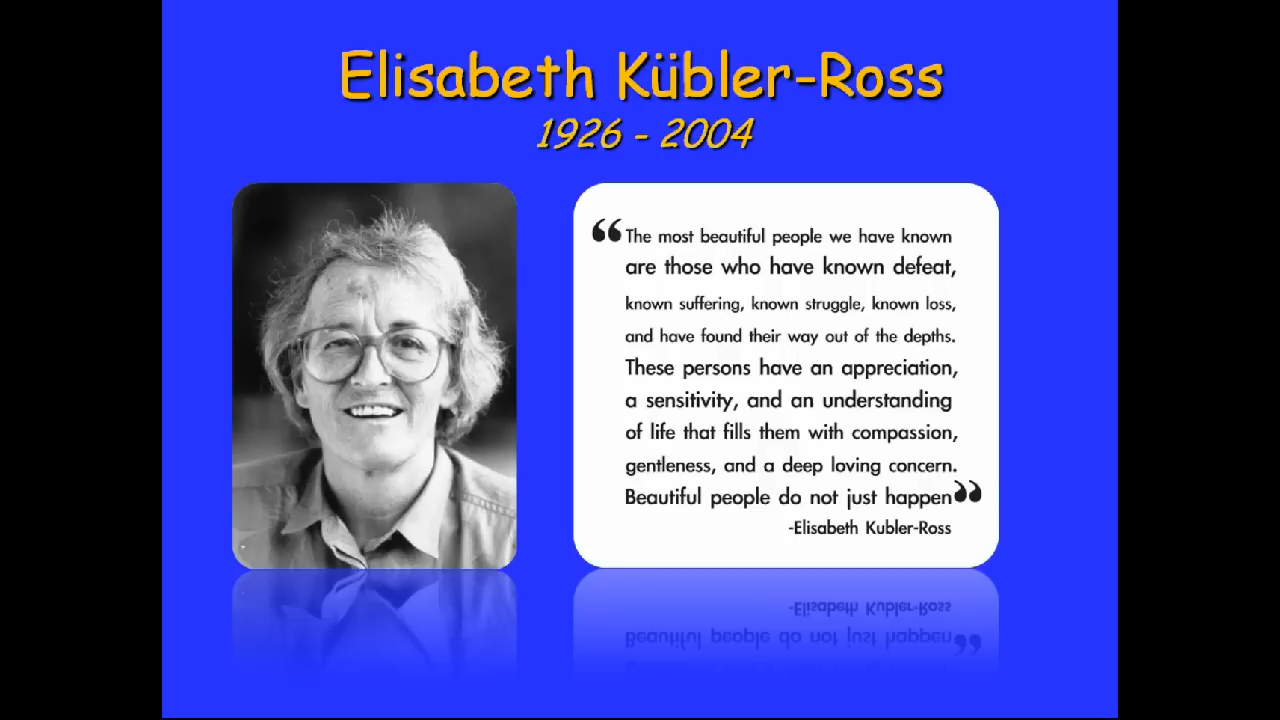 Elisabeth Kübler-Ross
1926 - 2004
“The most beautiful people we have known
are those who have known defeat,
known suffering, known struggle, known loss,
and have found their way out of the depths.
These persons have an appreciation,
a sensitivity, and an understanding
of life that fills them with compassion,
gentleness, and a deep loving concern.
Beautiful people do not just happen”
-Elisabeth Kubler-Ross